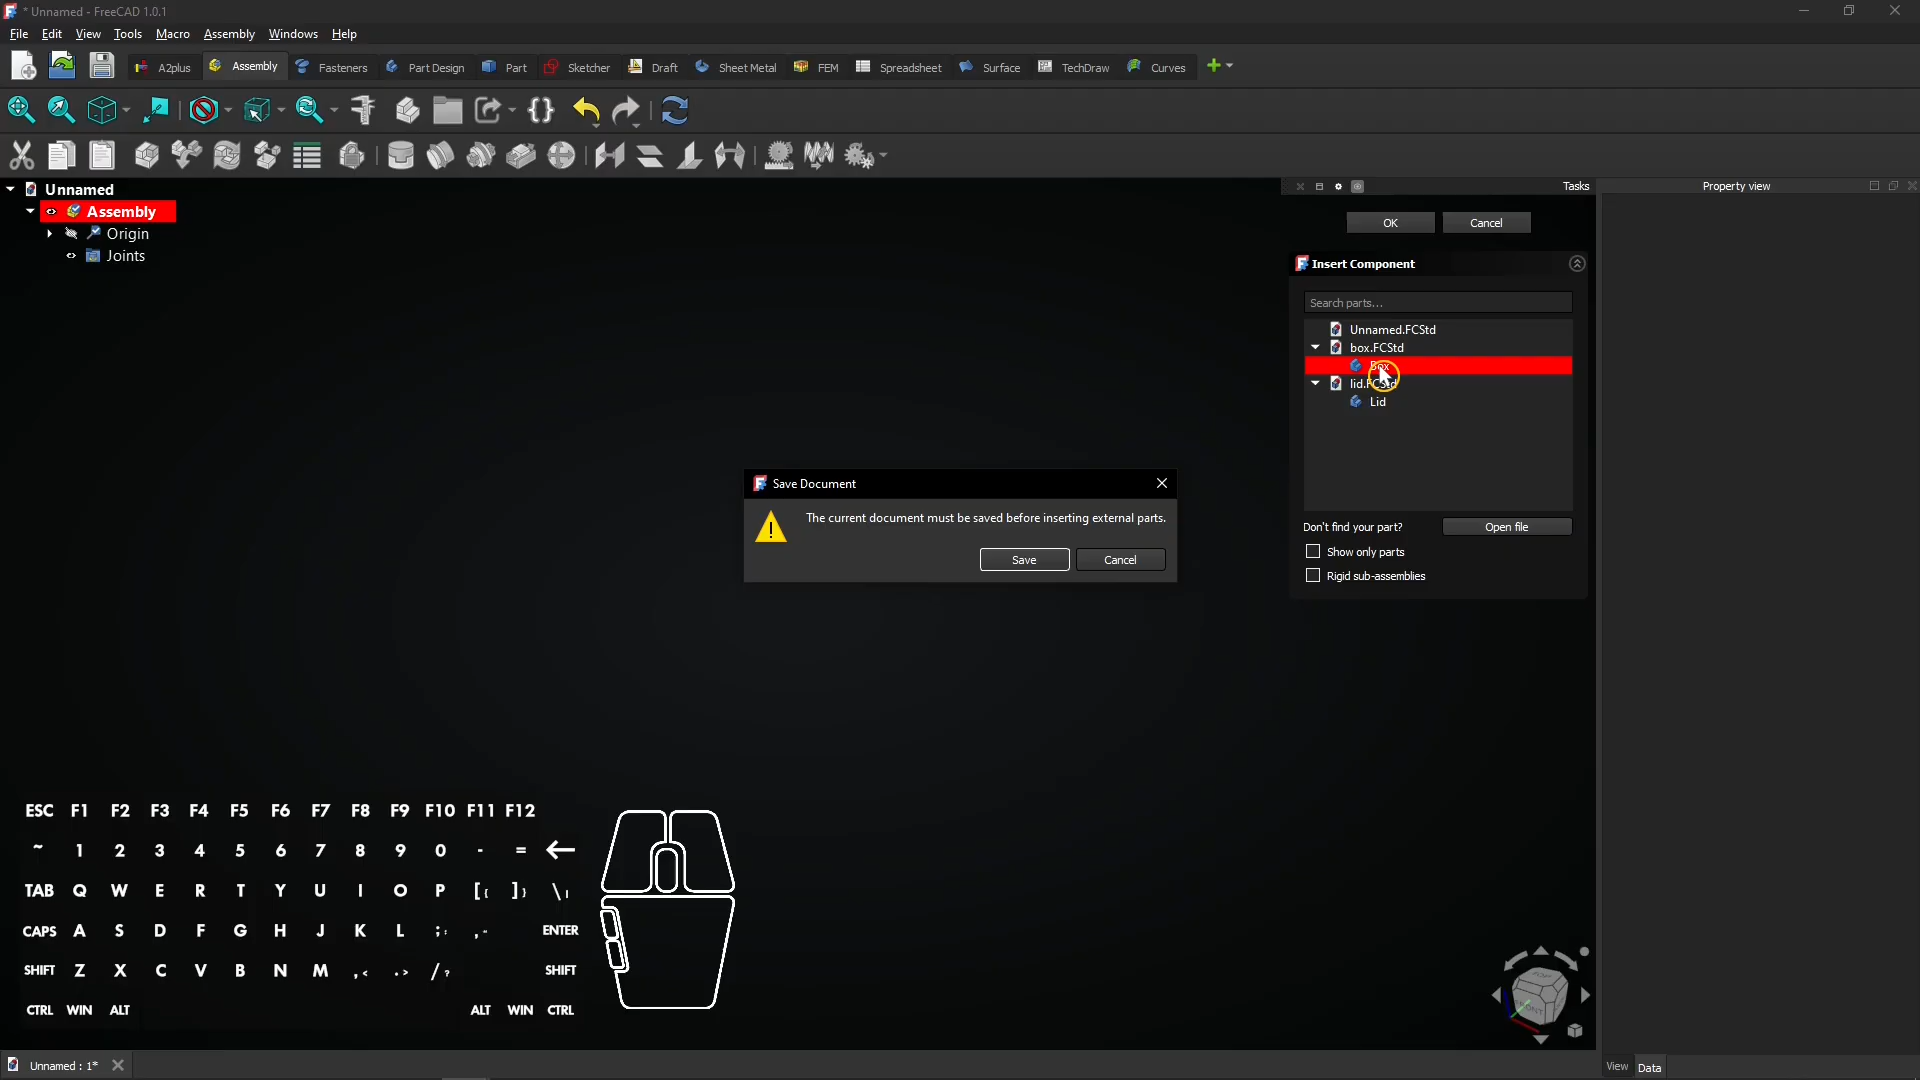 * Unnamed - FreeCAD 1.0.1
File Edit View Tools Macro Assembly Windows Help
A2plus Assembly Fasteners Part Design Part Sketcher Draft Sheet Metal FEM Spreadsheet Surface TechDraw Curves
Unnamed
Assembly
Origin
Joints
Tasks
OK Cancel
Insert Component
Search parts...
Unnamed.FCStd
box.FCStd
Box
lid.FCStd
Lid
Don't find your part? Open file
Show only parts
Rigid sub-assemblies
Property view
Save Document
The current document must be saved before inserting external parts.
Save Cancel
ESC F1 F2 F3 F4 F5 F6 F7 F8 F9 F10 F11 F12
~ 1 2 3 4 5 6 7 8 9 0 - =
TAB Q W E R T Y U I O P [{ ]} \|
CAPS A S D F G H J K L ;: ," ENTER
SHIFT Z X C V B N M ,< .> /? SHIFT
CTRL WIN ALT ALT WIN CTRL
TOP
FRONT
Unnamed : 1*
View Data